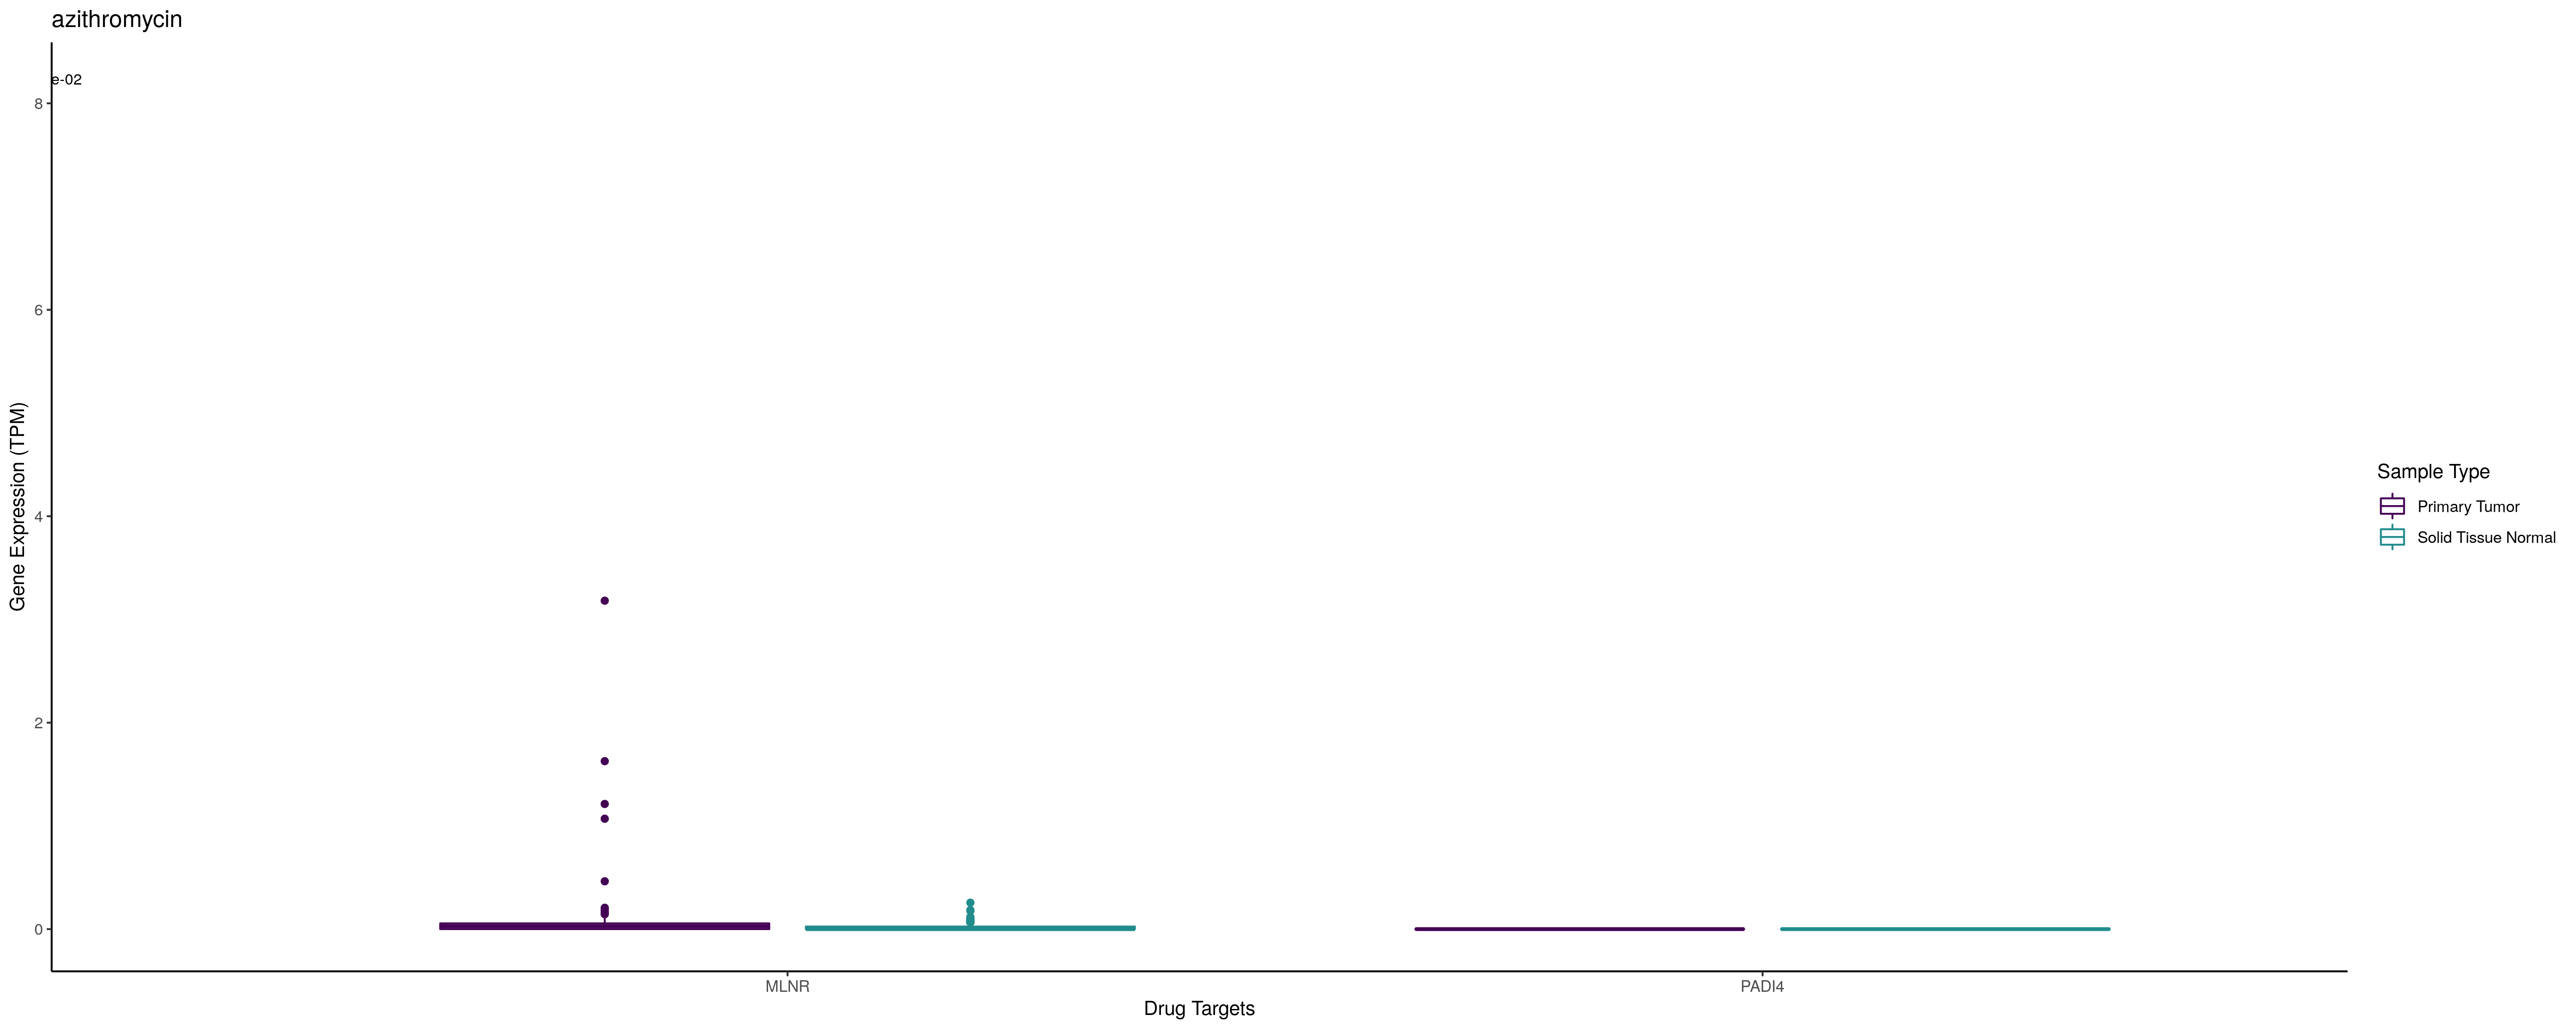 azithromycin
e-02
8
6
4
2
0
Gene Expression (TPM)
MLNR
PADI4
Drug Targets
Sample Type
Primary Tumor
Solid Tissue Normal